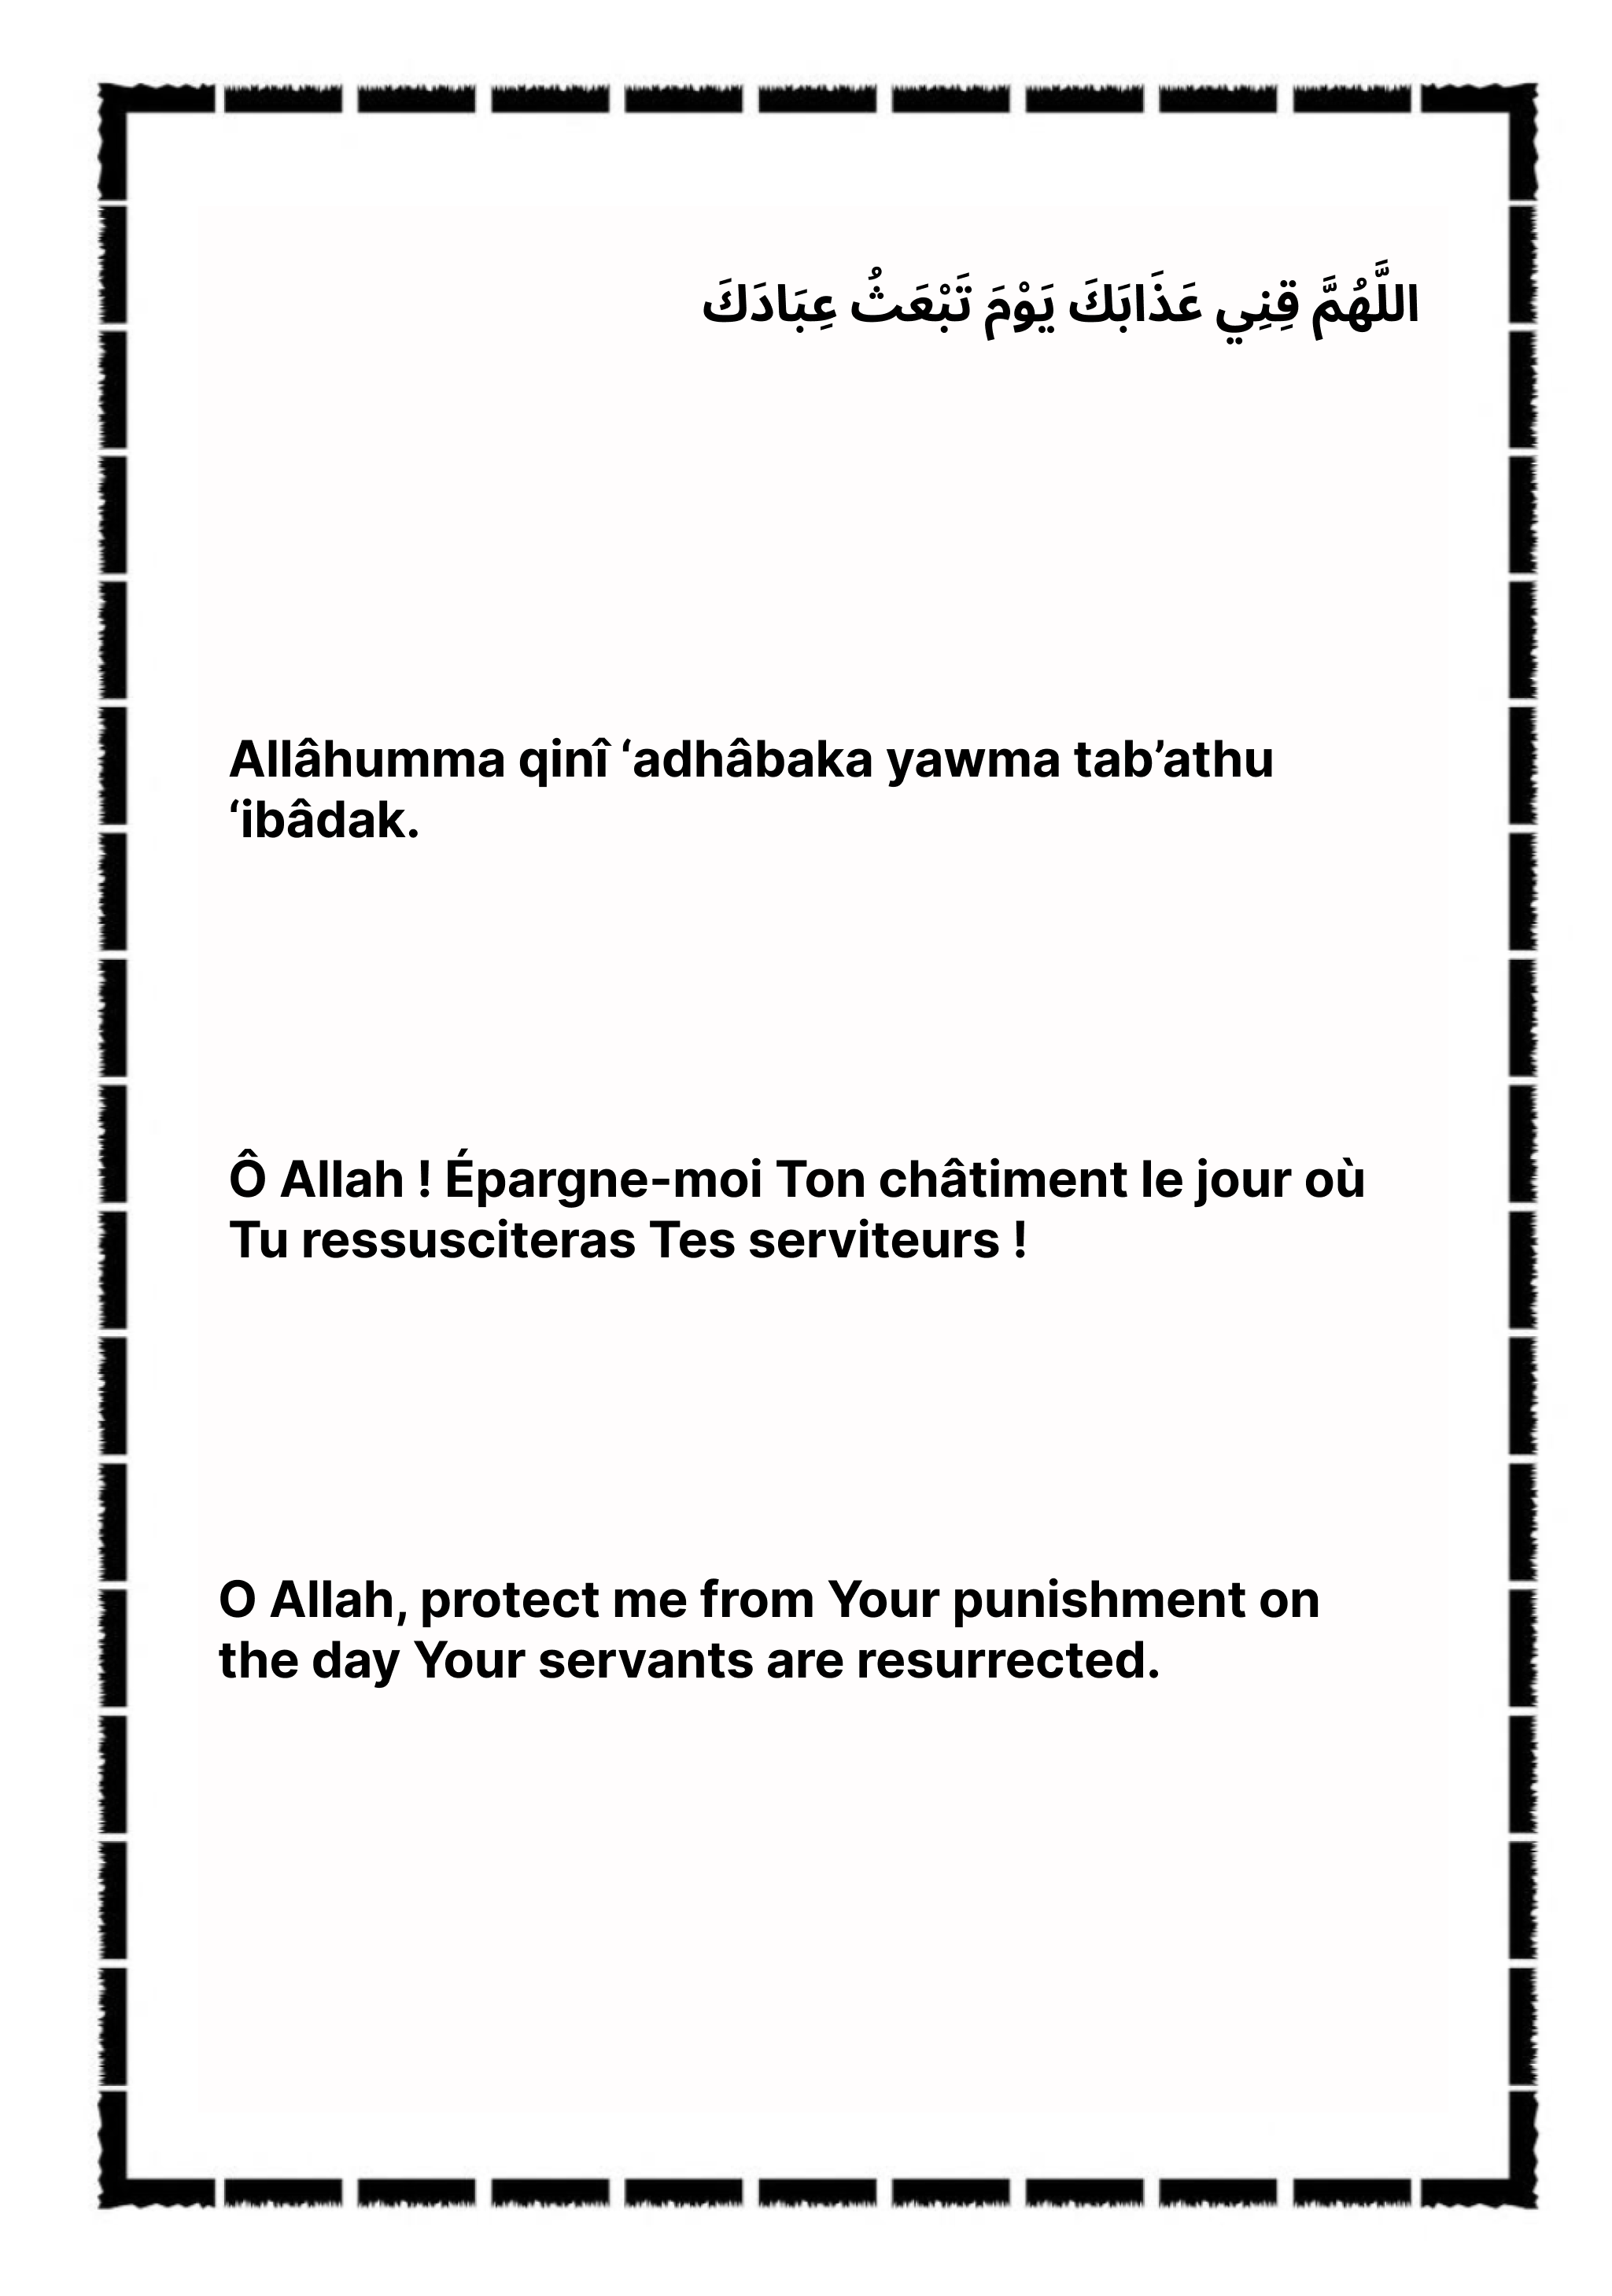 اللَّهُمَّ قِنِي عَذَابَكَ يَوْمَ تَبْعَثُ عِبَادَكَ
Allâhumma qinî ‘adhâbaka yawma tab’athu
‘ibâdak.
Ô Allah ! Épargne-moi Ton châtiment le jour où
Tu ressusciteras Tes serviteurs !
O Allah, protect me from Your punishment on
the day Your servants are resurrected.